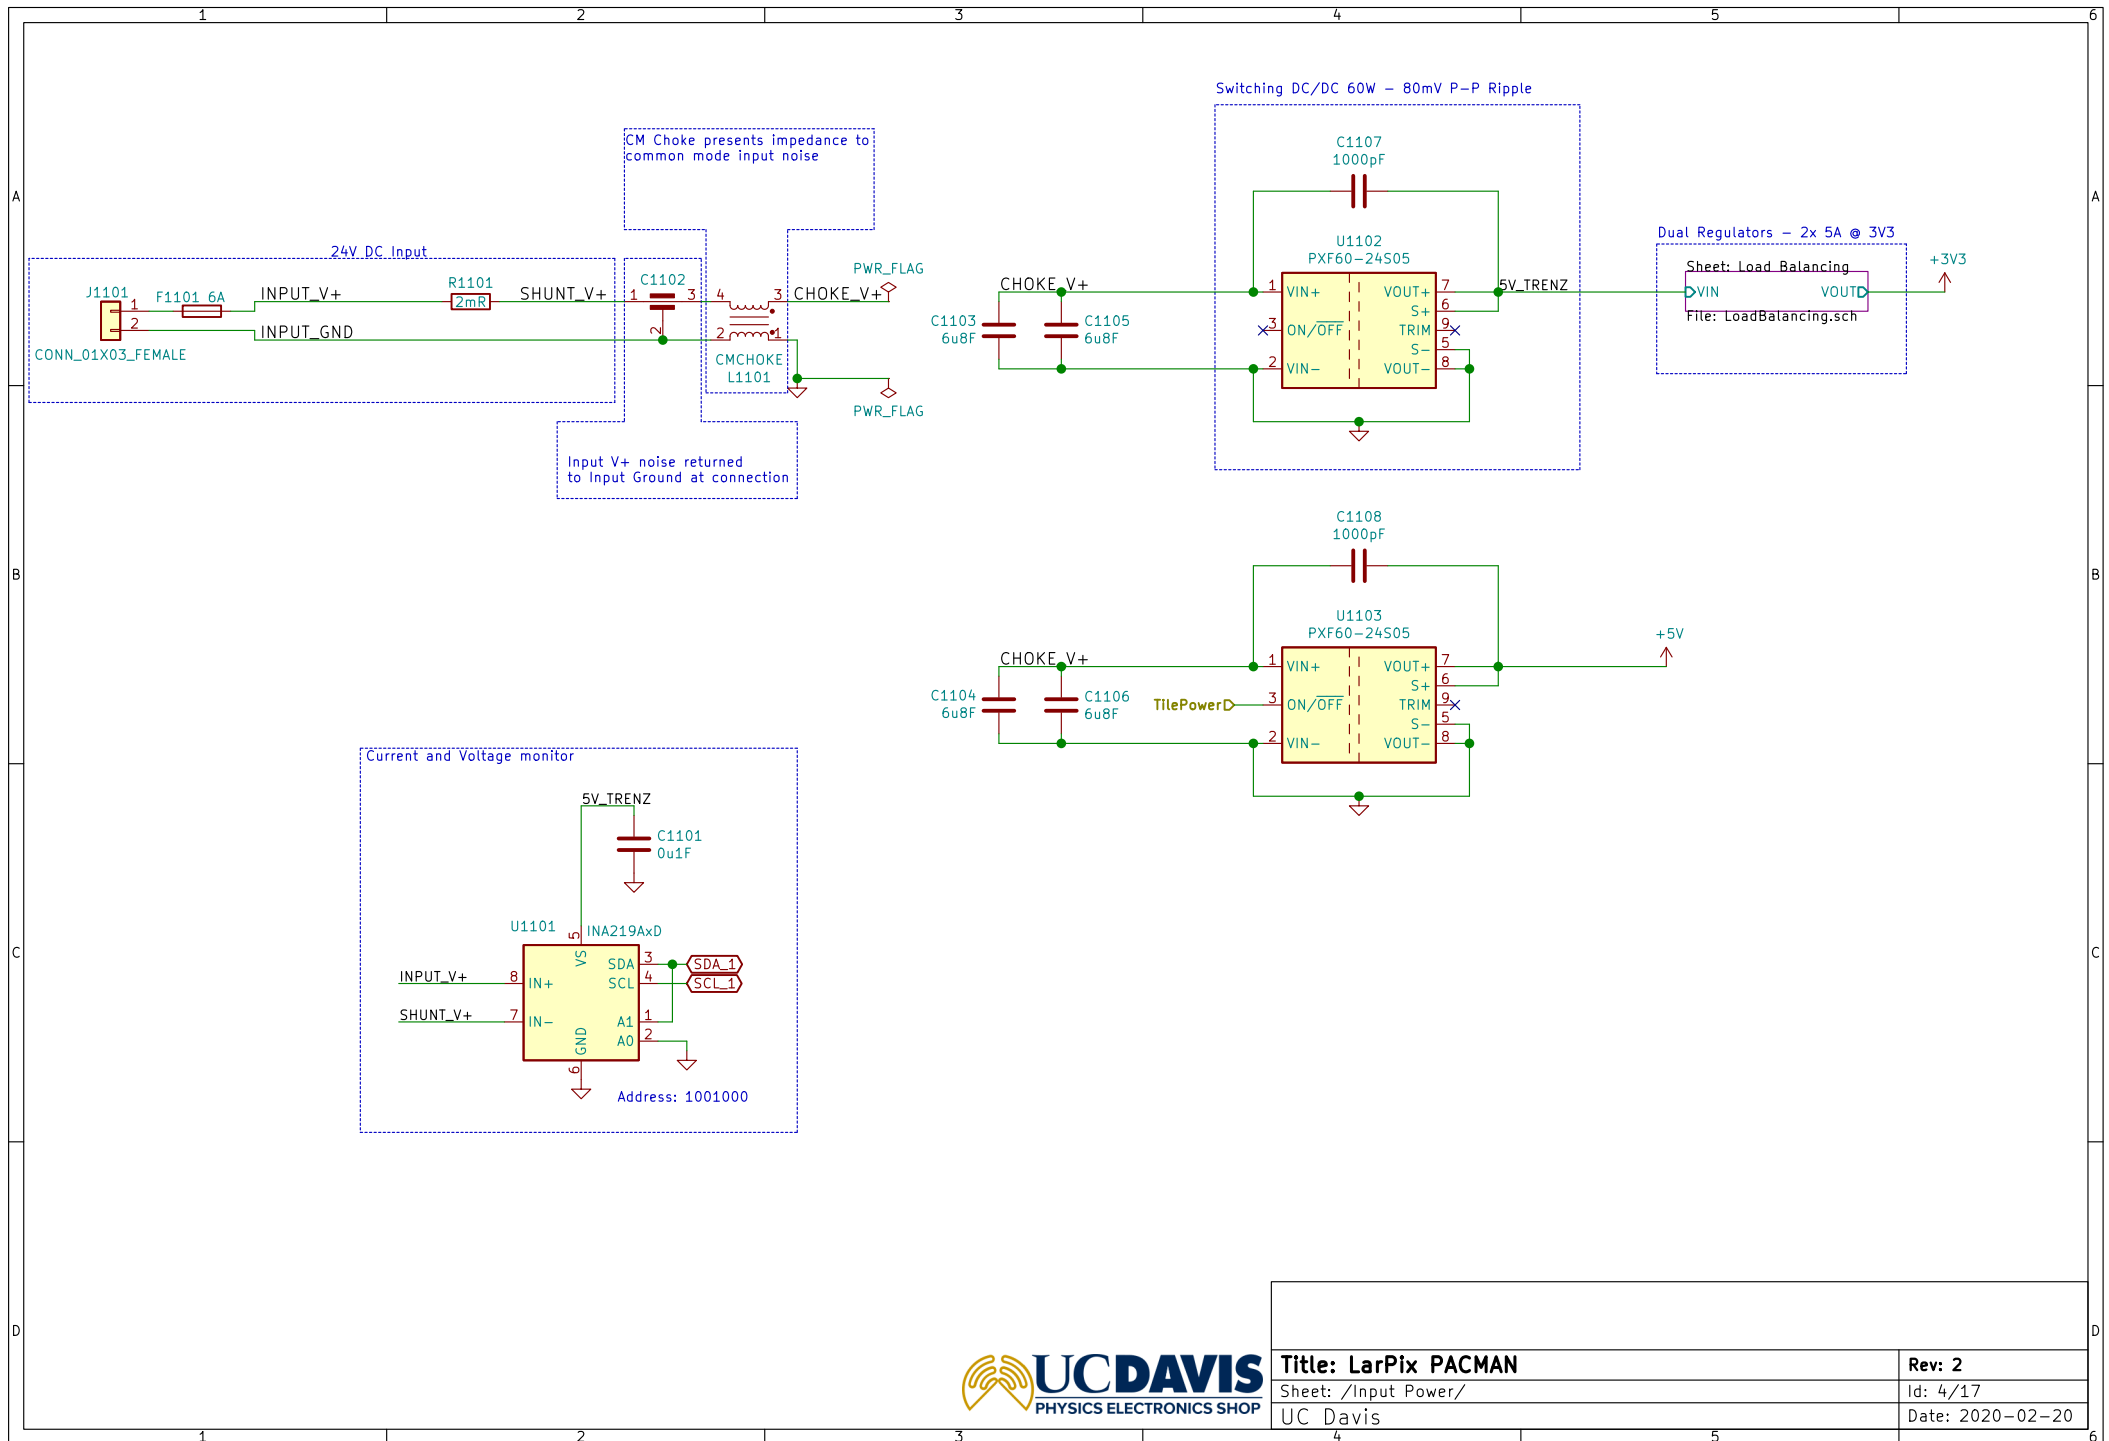 1 2 3 4 5 6
A A
B B
C C
D D
1 2 3 4 5 6
24V DC Input
J1101
1
2
CONN_01X03_FEMALE
F1101 6A
INPUT_V+
INPUT_GND
R1101
2mR
SHUNT_V+
C1102
1 3
2
CM Choke presents impedance to
common mode input noise
4 3
2 1
CMCHOKE
L1101
CHOKE_V+
PWR_FLAG
PWR_FLAG
Input V+ noise returned
to Input Ground at connection
Switching DC/DC 60W - 80mV P-P Ripple
C1107
1000pF
U1102
PXF60-24S05
CHOKE_V+
C1103
6u8F
C1105
6u8F
1 VIN+ VOUT+ 7
S+ 6
3 ON/OFF TRIM 9
S- 5
2 VIN- VOUT- 8
5V_TRENZ
Dual Regulators - 2x 5A @ 3V3
Sheet: Load Balancing
VIN VOUT
File: LoadBalancing.sch
+3V3
C1108
1000pF
U1103
PXF60-24S05
CHOKE_V+
C1104
6u8F
C1106
6u8F
TilePower
1 VIN+ VOUT+ 7
S+ 6
3 ON/OFF TRIM 9
S- 5
2 VIN- VOUT- 8
+5V
Current and Voltage monitor
5V_TRENZ
C1101
0u1F
U1101
INA219AxD
5 VS
INPUT_V+ 8 IN+
SHUNT_V+ 7 IN-
SDA 3 SDA_1
SCL 4 SCL_1
A1 1
A0 2
GND 6
Address: 1001000
UCDAVIS
PHYSICS ELECTRONICS SHOP
Title: LarPix PACMAN
Rev: 2
Sheet: /Input Power/
Id: 4/17
UC Davis
Date: 2020-02-20